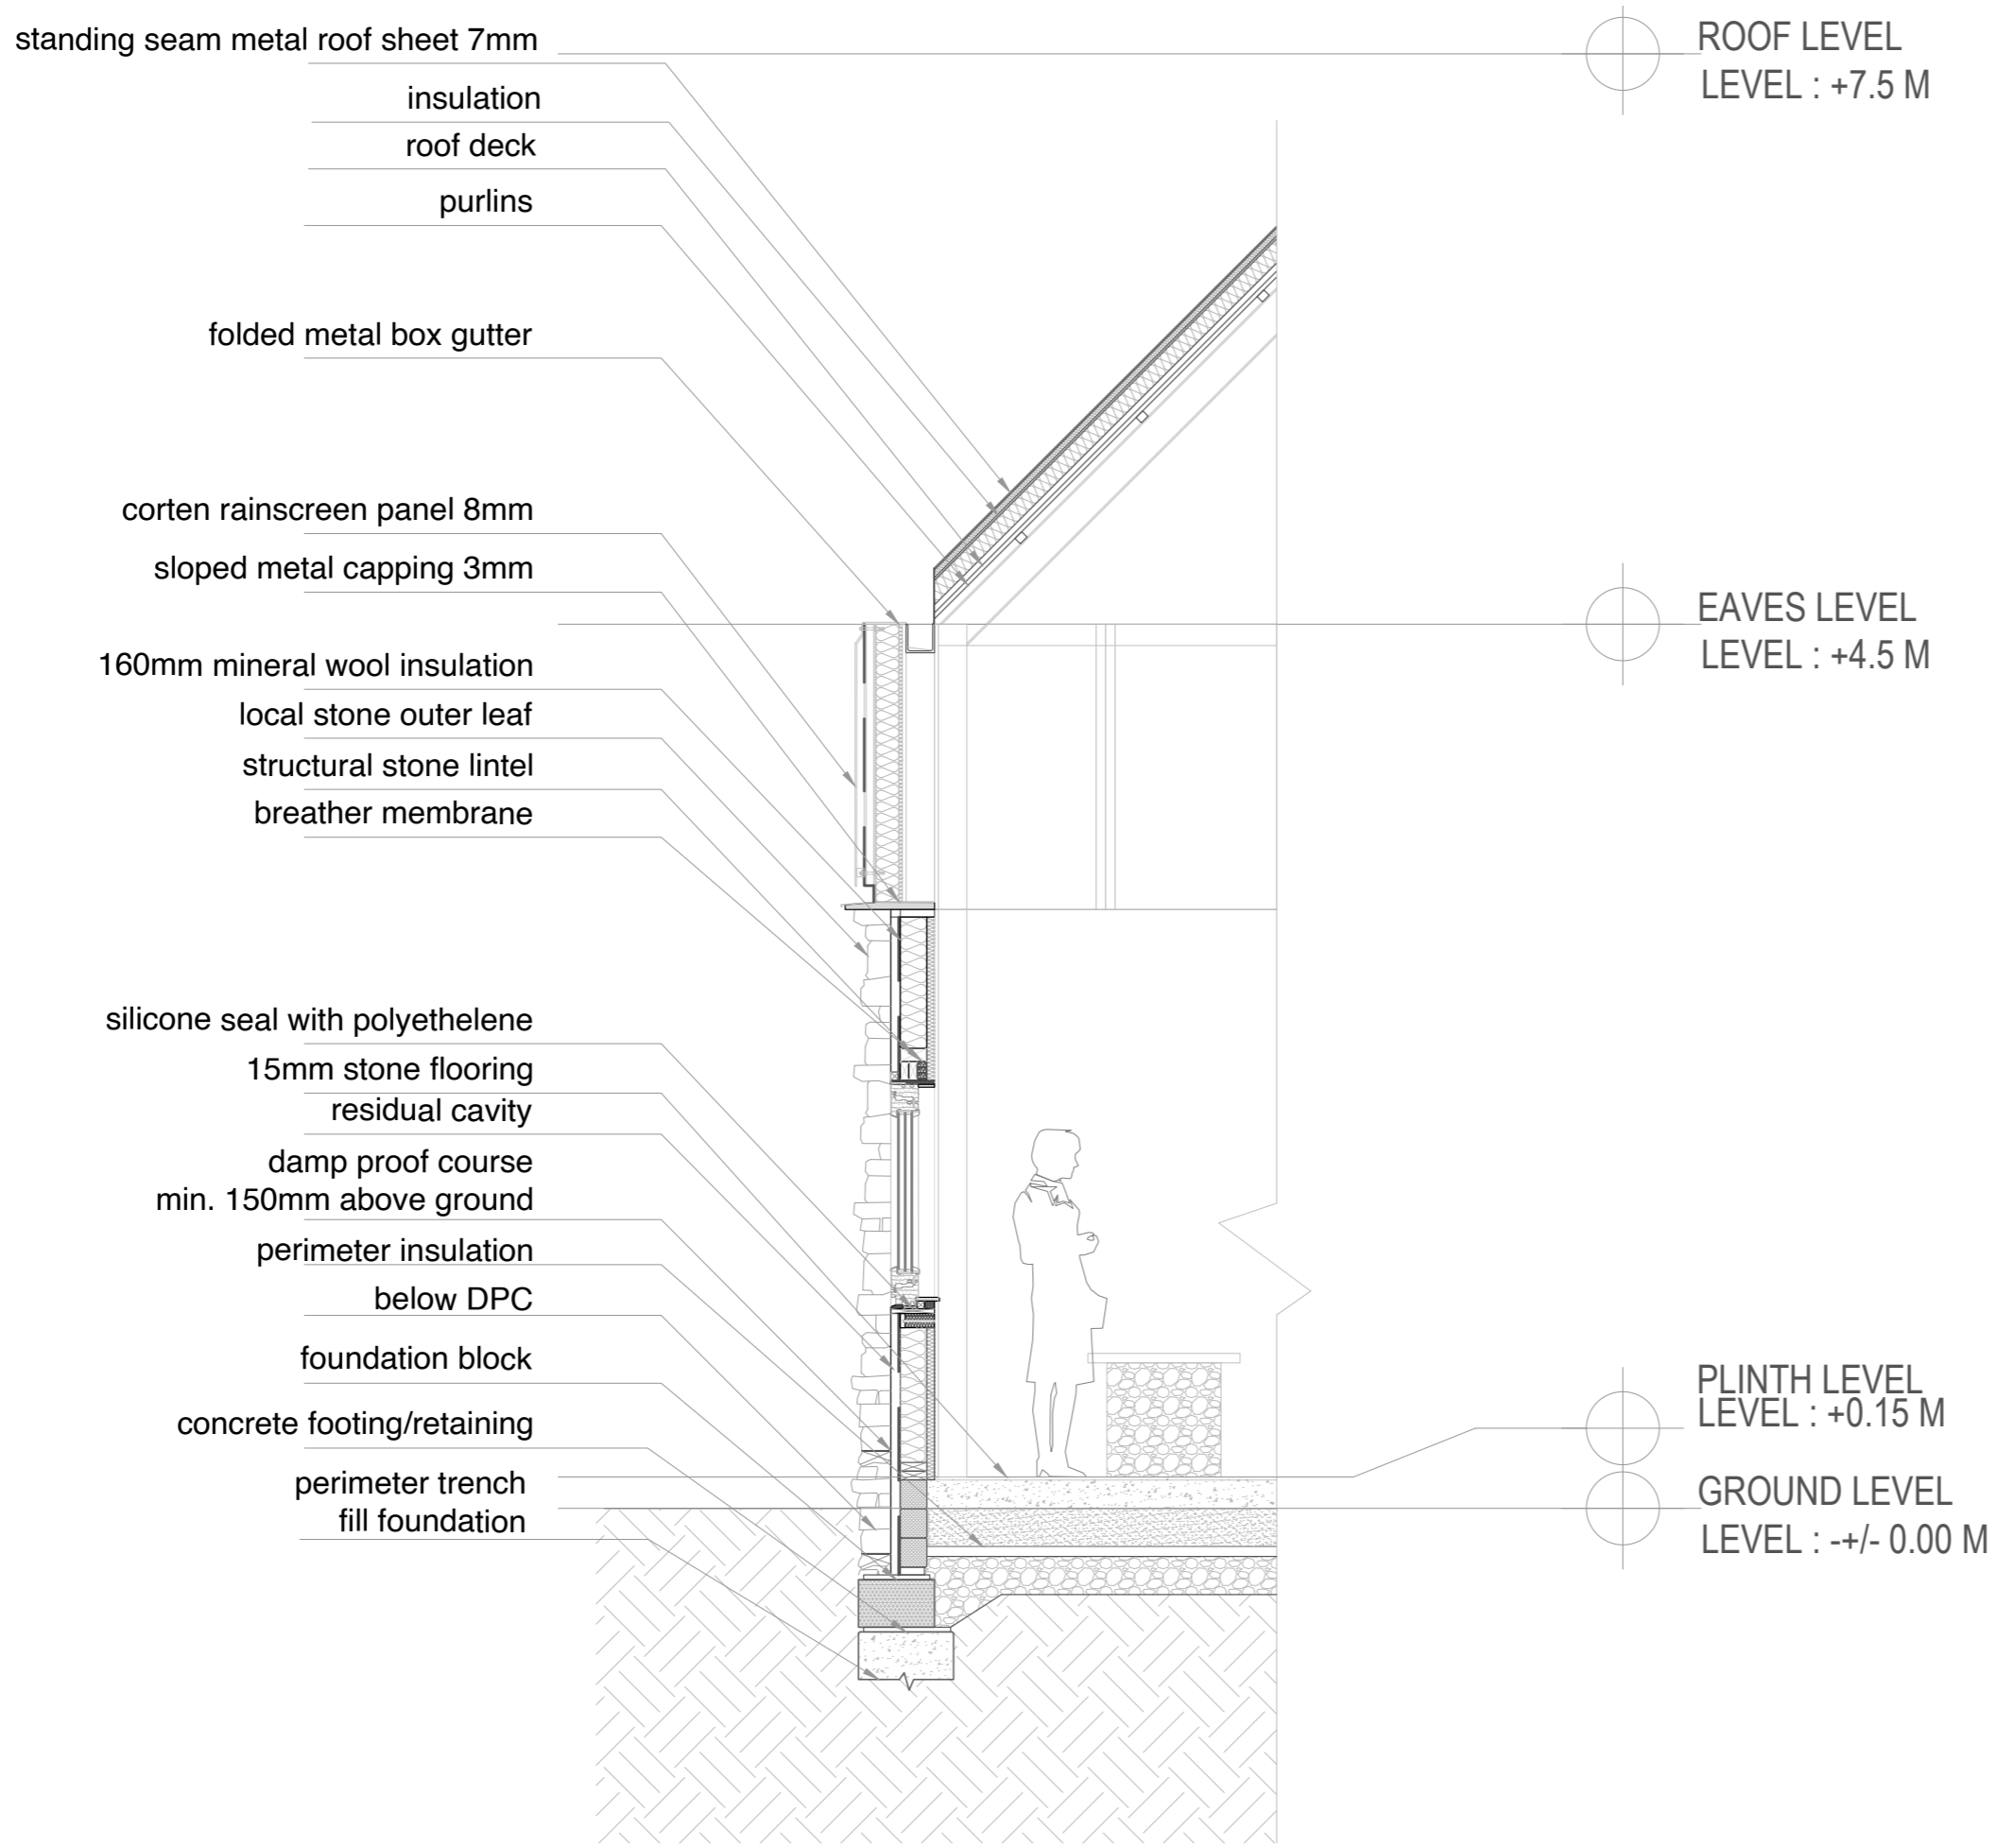 standing seam metal roof sheet 7mm
insulation
roof deck
purlins
folded metal box gutter
corten rainscreen panel 8mm
sloped metal capping 3mm
160mm mineral wool insulation
local stone outer leaf
structural stone lintel
breather membrane
silicone seal with polyethelene
15mm stone flooring
residual cavity
damp proof course
min. 150mm above ground
perimeter insulation
below DPC
foundation block
concrete footing/retaining
perimeter trench
fill foundation
ROOF LEVEL
LEVEL : +7.5 M
EAVES LEVEL
LEVEL : +4.5 M
PLINTH LEVEL
LEVEL : +0.15 M
GROUND LEVEL
LEVEL : -+/- 0.00 M